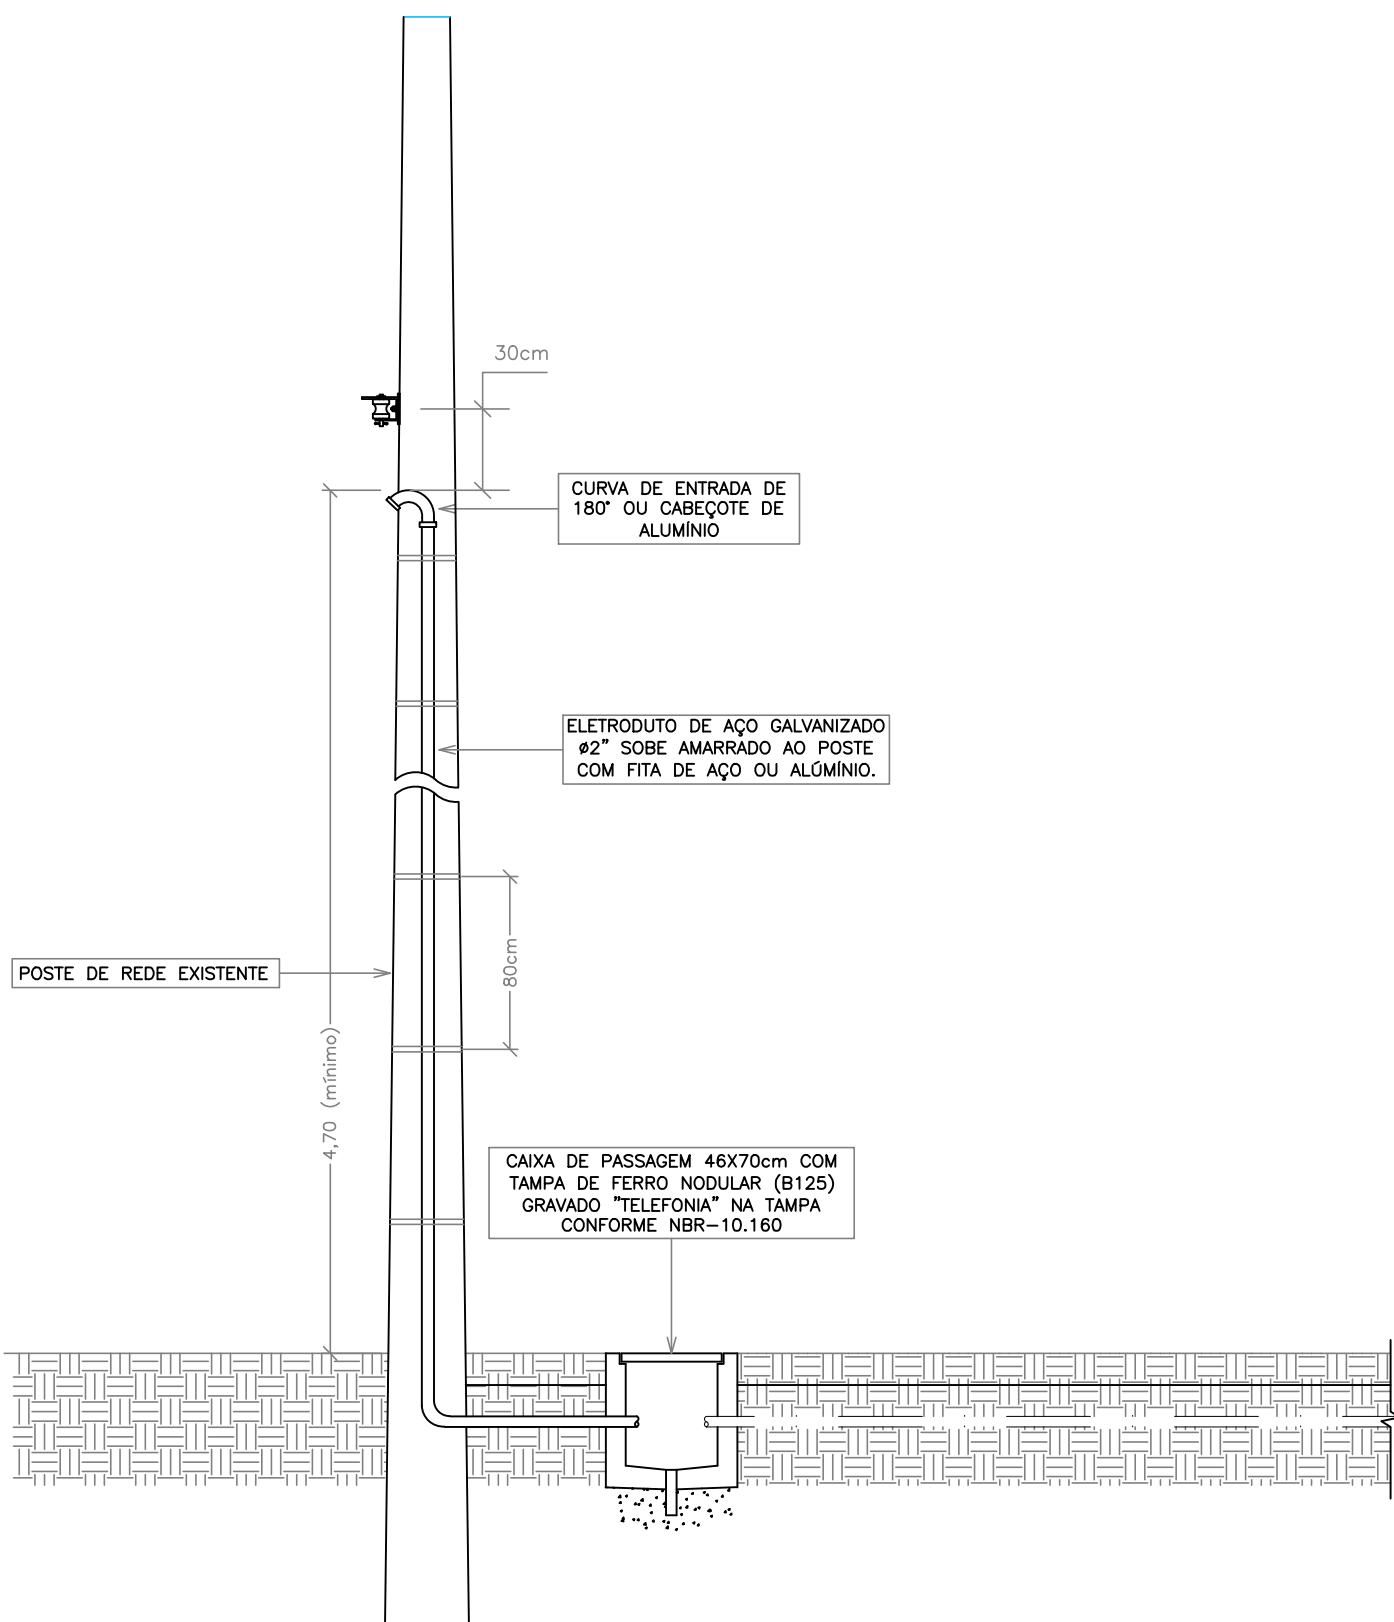 30cm
CURVA DE ENTRADA DE
180° OU CABEÇOTE DE
ALUMÍNIO
ELETRODUTO DE AÇO GALVANIZADO
ø2" SOBE AMARRADO AO POSTE
COM FITA DE AÇO OU ALÚMÍNIO.
80cm
POSTE DE REDE EXISTENTE
4,70 (mínimo)
CAIXA DE PASSAGEM 46X70cm COM
TAMPA DE FERRO NODULAR (B125)
GRAVADO "TELEFONIA" NA TAMPA
CONFORME NBR-10.160